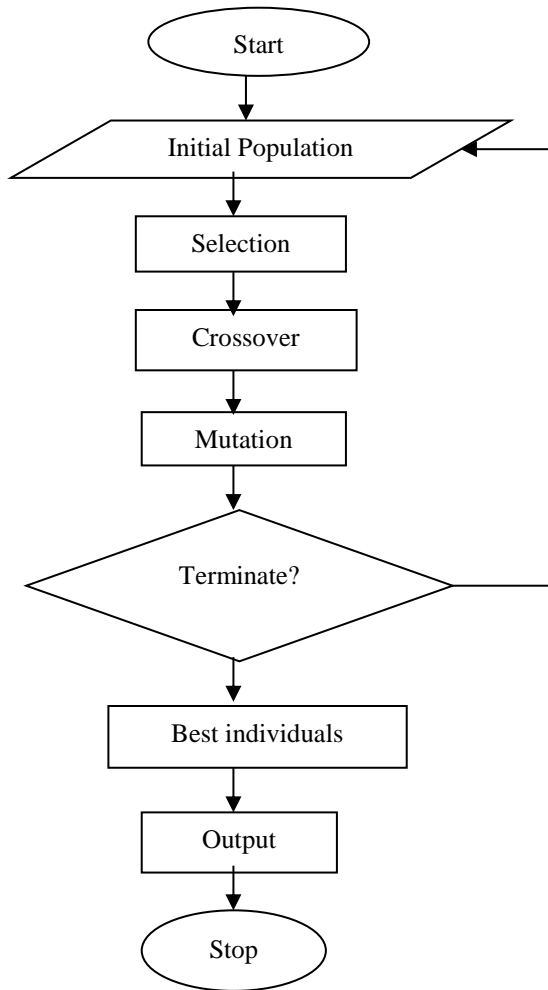 Start
Initial Population
Selection
Crossover
Mutation
Terminate?
Best individuals
Output
Stop